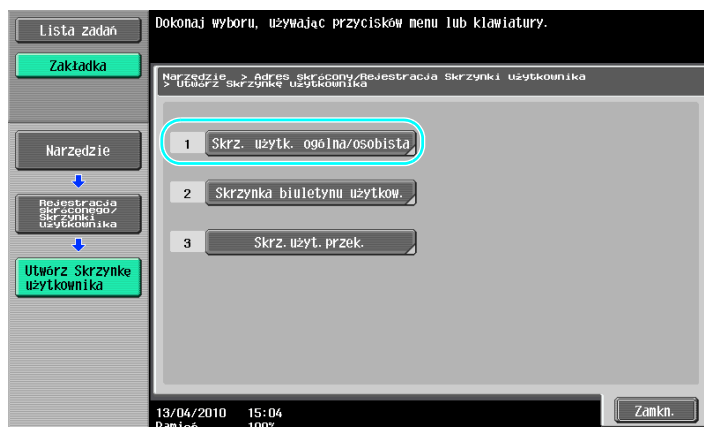 Lista zadań
Zakładka
Dokonaj wyboru, używając przycisków menu lub klawiatury.
Narzędzie > Adres skrócony/Rejestracja Skrzynki użytkownika
> Utwórz Skrzynkę użytkownika
Narzędzie
Rejestracja
skróconego/
Skrzynki
użytkownika
Utwórz Skrzynkę
użytkownika
1 Skrz. użytk. ogólna/osobista
2 Skrzynka biuletynu użytkow.
3 Skrz.użyt.przek.
13/04/2010 15:04
Pamięć 100%
Zamkn.